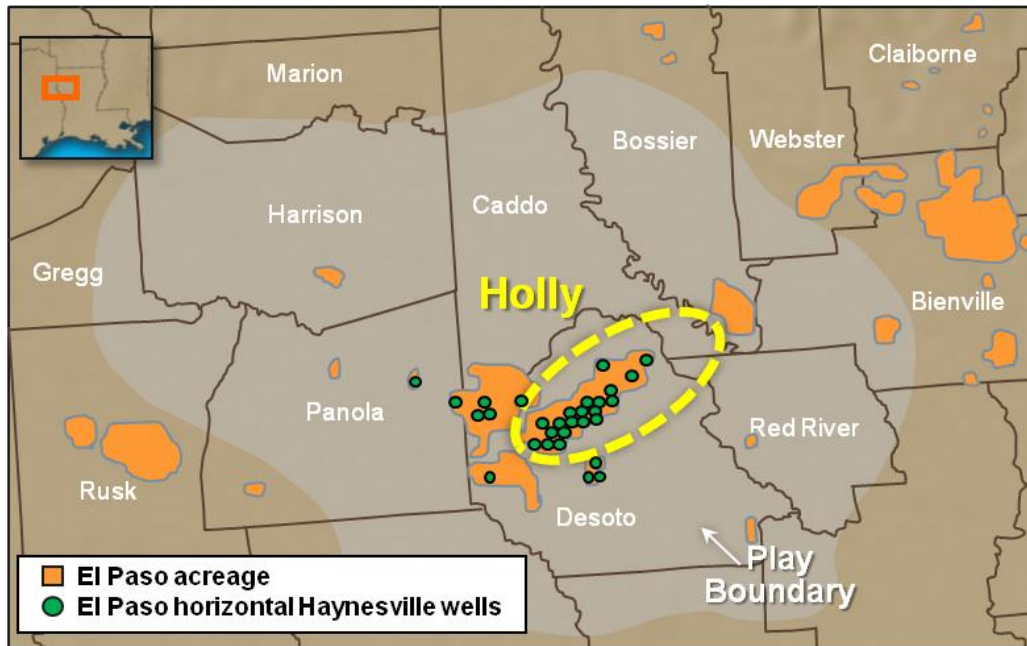 Marion
Claiborne
Bossier
Webster
Harrison
Caddo
Gregg
Holly
Bienville
Panola
Red River
Rusk
Desoto
Play
Boundary
El Paso acreage
El Paso horizontal Haynesville wells